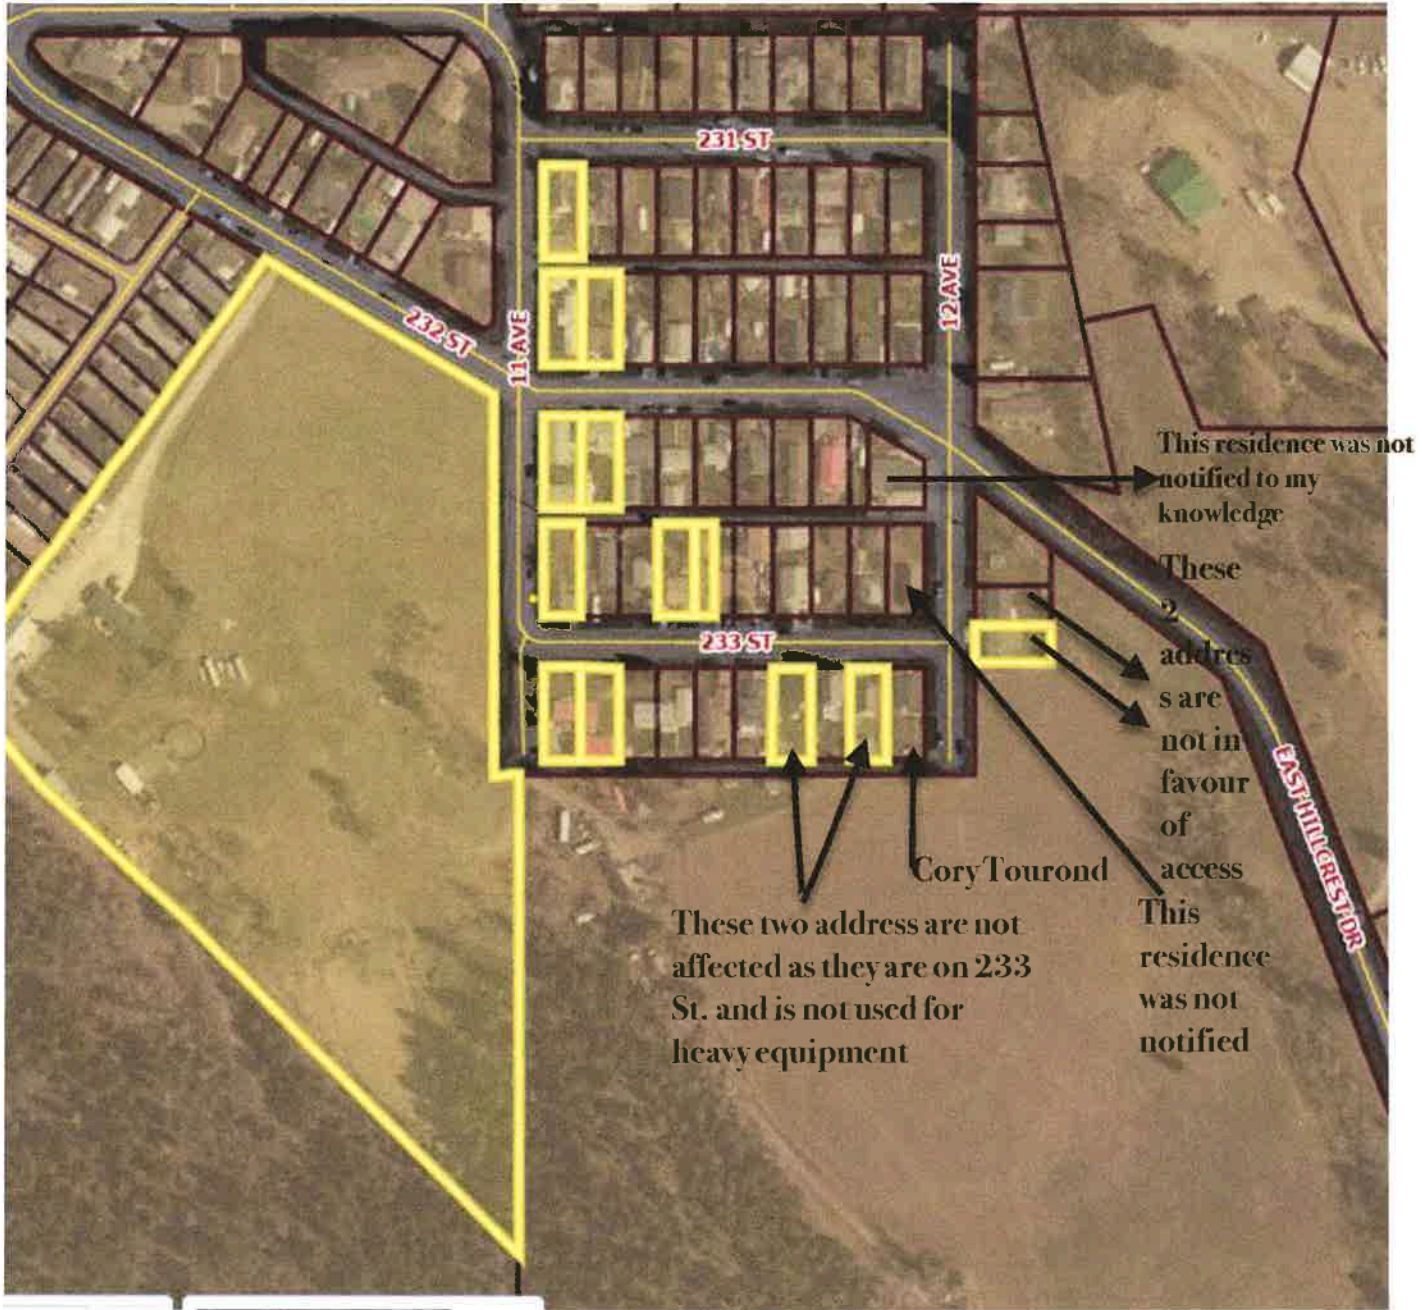 231 ST
12 AVE
232 ST
11 AVE
This residence was not
notified to my
knowledge
These
2
addres
s are
not in
favour
of
access
233 ST
EAST HILLCREST DR
Cory Tourond
These two address are not
affected as they are on 233
St. and is not used for
heavy equipment
This
residence
was not
notified